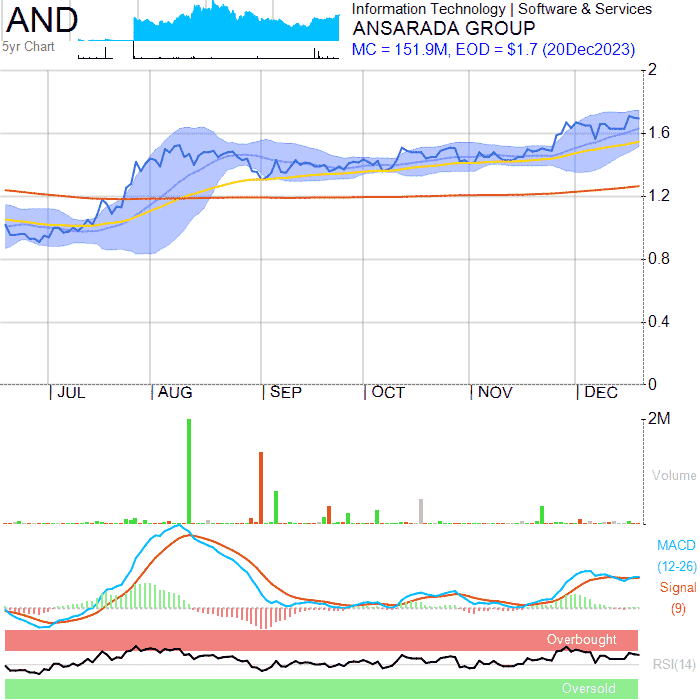 AND
5yr Chart
Information Technology | Software & Services
ANSARADA GROUP
MC = 151.9M, EOD = $1.7 (20Dec2023)
2
1.6
1.2
0.8
0.4
0
JUL
AUG
SEP
OCT
NOV
DEC
2M
Volume
MACD
(12-26)
Signal
(9)
Overbought
RSI(14)
Oversold